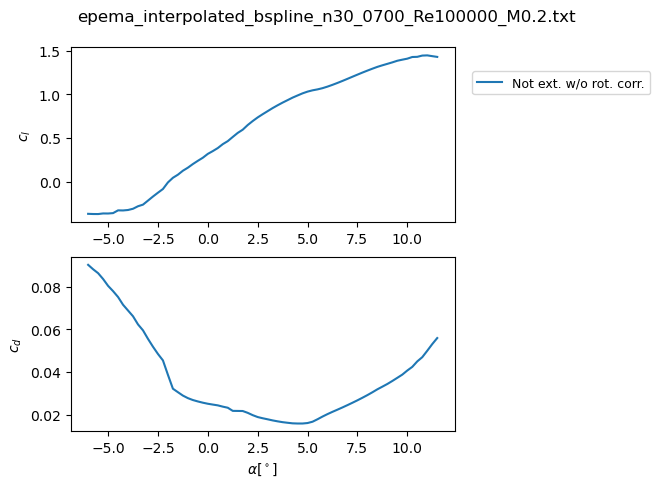 epema_interpolated_bspline_n30_0700_Re100000_M0.2.txt
1.5
1.0
0.5
0.0
c_l
−5.0 −2.5 0.0 2.5 5.0 7.5 10.0
Not ext. w/o rot. corr.
0.08
0.06
0.04
0.02
c_d
−5.0 −2.5 0.0 2.5 5.0 7.5 10.0
α[°]